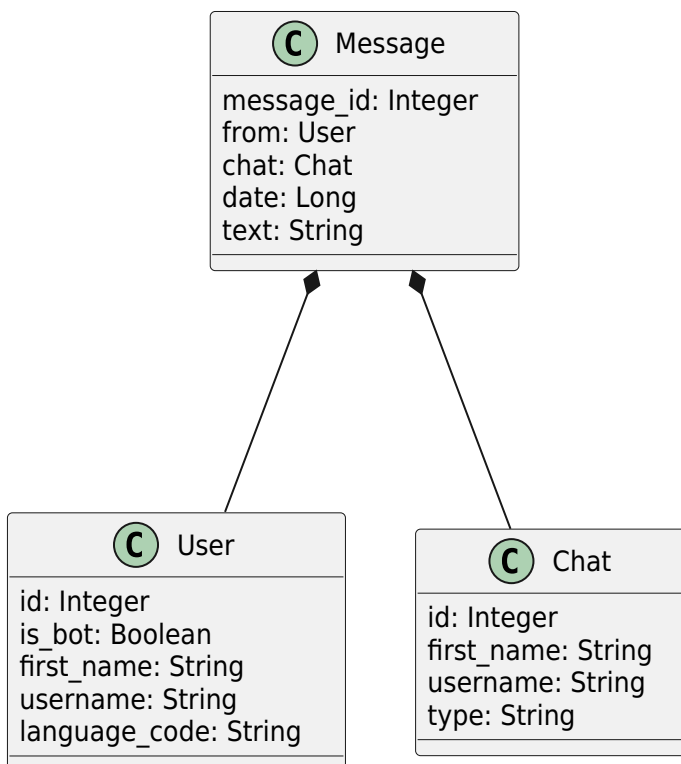 C Message
message_id: Integer
from: User
chat: Chat
date: Long
text: String
C User
id: Integer
is_bot: Boolean
first_name: String
username: String
language_code: String
C Chat
id: Integer
first_name: String
username: String
type: String